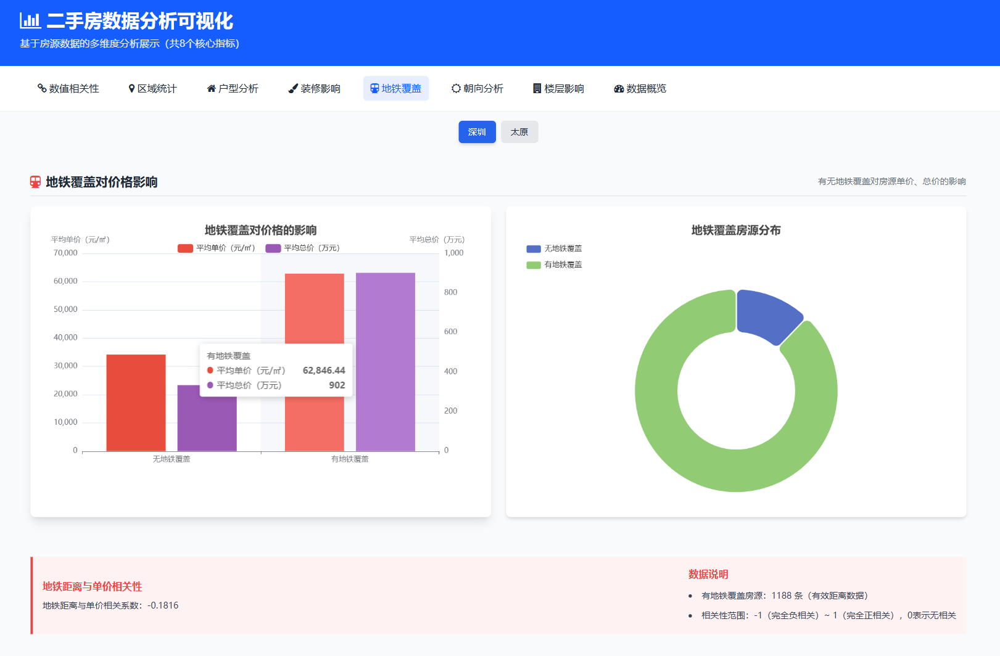 二手房数据分析可视化
基于房源数据的多维度分析展示（共8个核心指标）
数值相关性
区域统计
户型分析
装修影响
地铁覆盖
朝向分析
楼层影响
数据概览
深圳
太原
地铁覆盖对价格影响
有无地铁覆盖对房源单价、总价的影响
地铁覆盖对价格的影响
平均单价（元/㎡）
平均总价（万元）
平均单价（元/㎡）
平均总价（万元）
70,000
60,000
50,000
40,000
30,000
20,000
10,000
0
1,000
800
600
400
200
0
有地铁覆盖
平均单价（元/㎡） 62,846.44
平均总价（万元） 902
无地铁覆盖
有地铁覆盖
地铁覆盖房源分布
无地铁覆盖
有地铁覆盖
地铁距离与单价相关性
地铁距离与单价相关系数：-0.1816
数据说明
有地铁覆盖房源：1188 条（有效距离数据）
相关性范围：-1（完全负相关）~ 1（完全正相关），0表示无相关